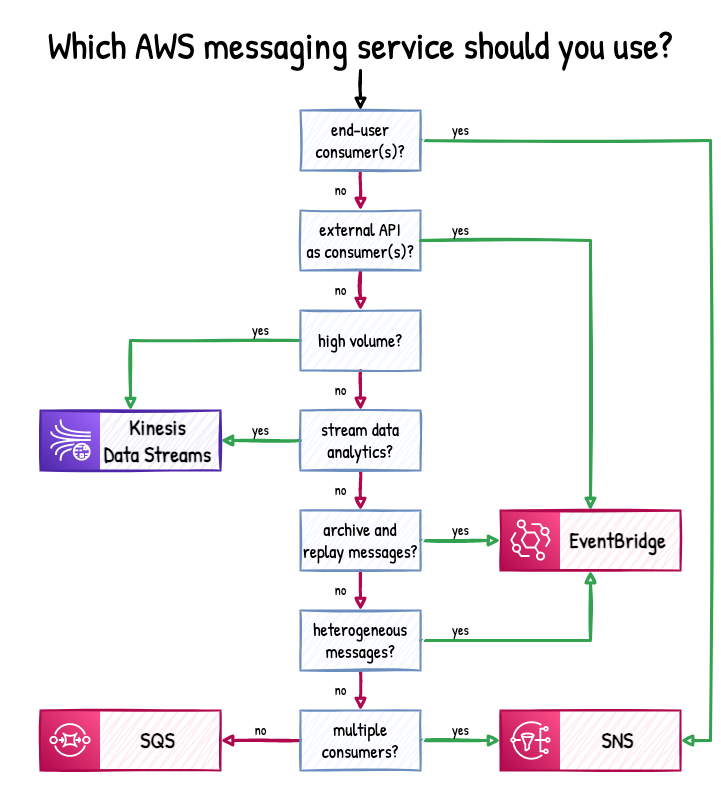 Which AWS messaging service should you use?
end-user
consumer(s)?
yes
no
external API
as consumer(s)?
yes
no
high volume?
yes
no
Kinesis
Data Streams
yes
stream data
analytics?
no
archive and
replay messages?
yes
EventBridge
no
heterogeneous
messages?
yes
no
SQS
no
multiple
consumers?
yes
SNS